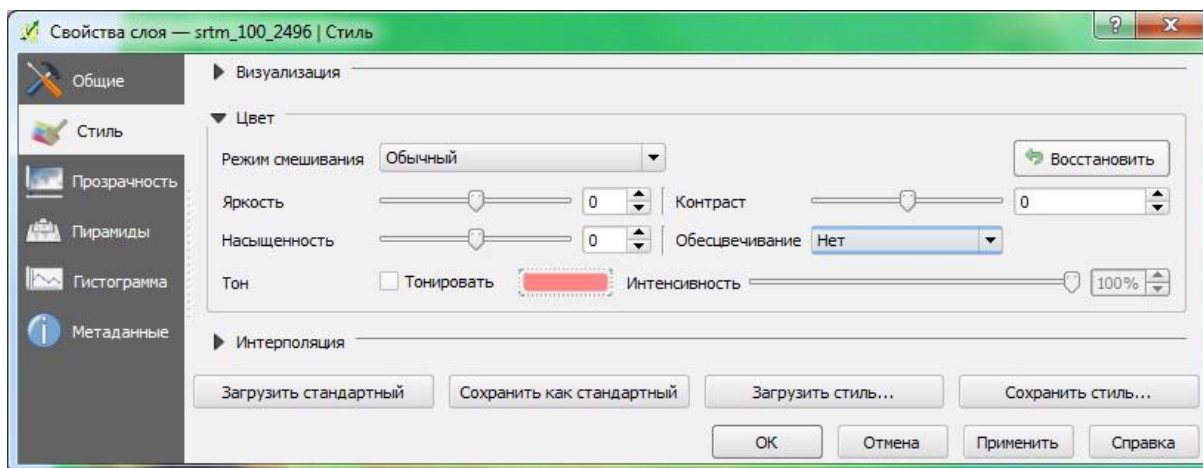 Свойства слоя — srtm_100_2496 | Стиль
Общие
Стиль
Прозрачность
Пирамиды
Гистограмма
Метаданные
Визуализация
Цвет
Режим смешивания Обычный Восстановить
Яркость 0 Контраст 0
Насыщенность 0 Обесцвечивание Нет
Тон Тонировать Интенсивность 100%
Интерполяция
Загрузить стандартный Сохранить как стандартный Загрузить стиль... Сохранить стиль...
ОК Отмена Применить Справка